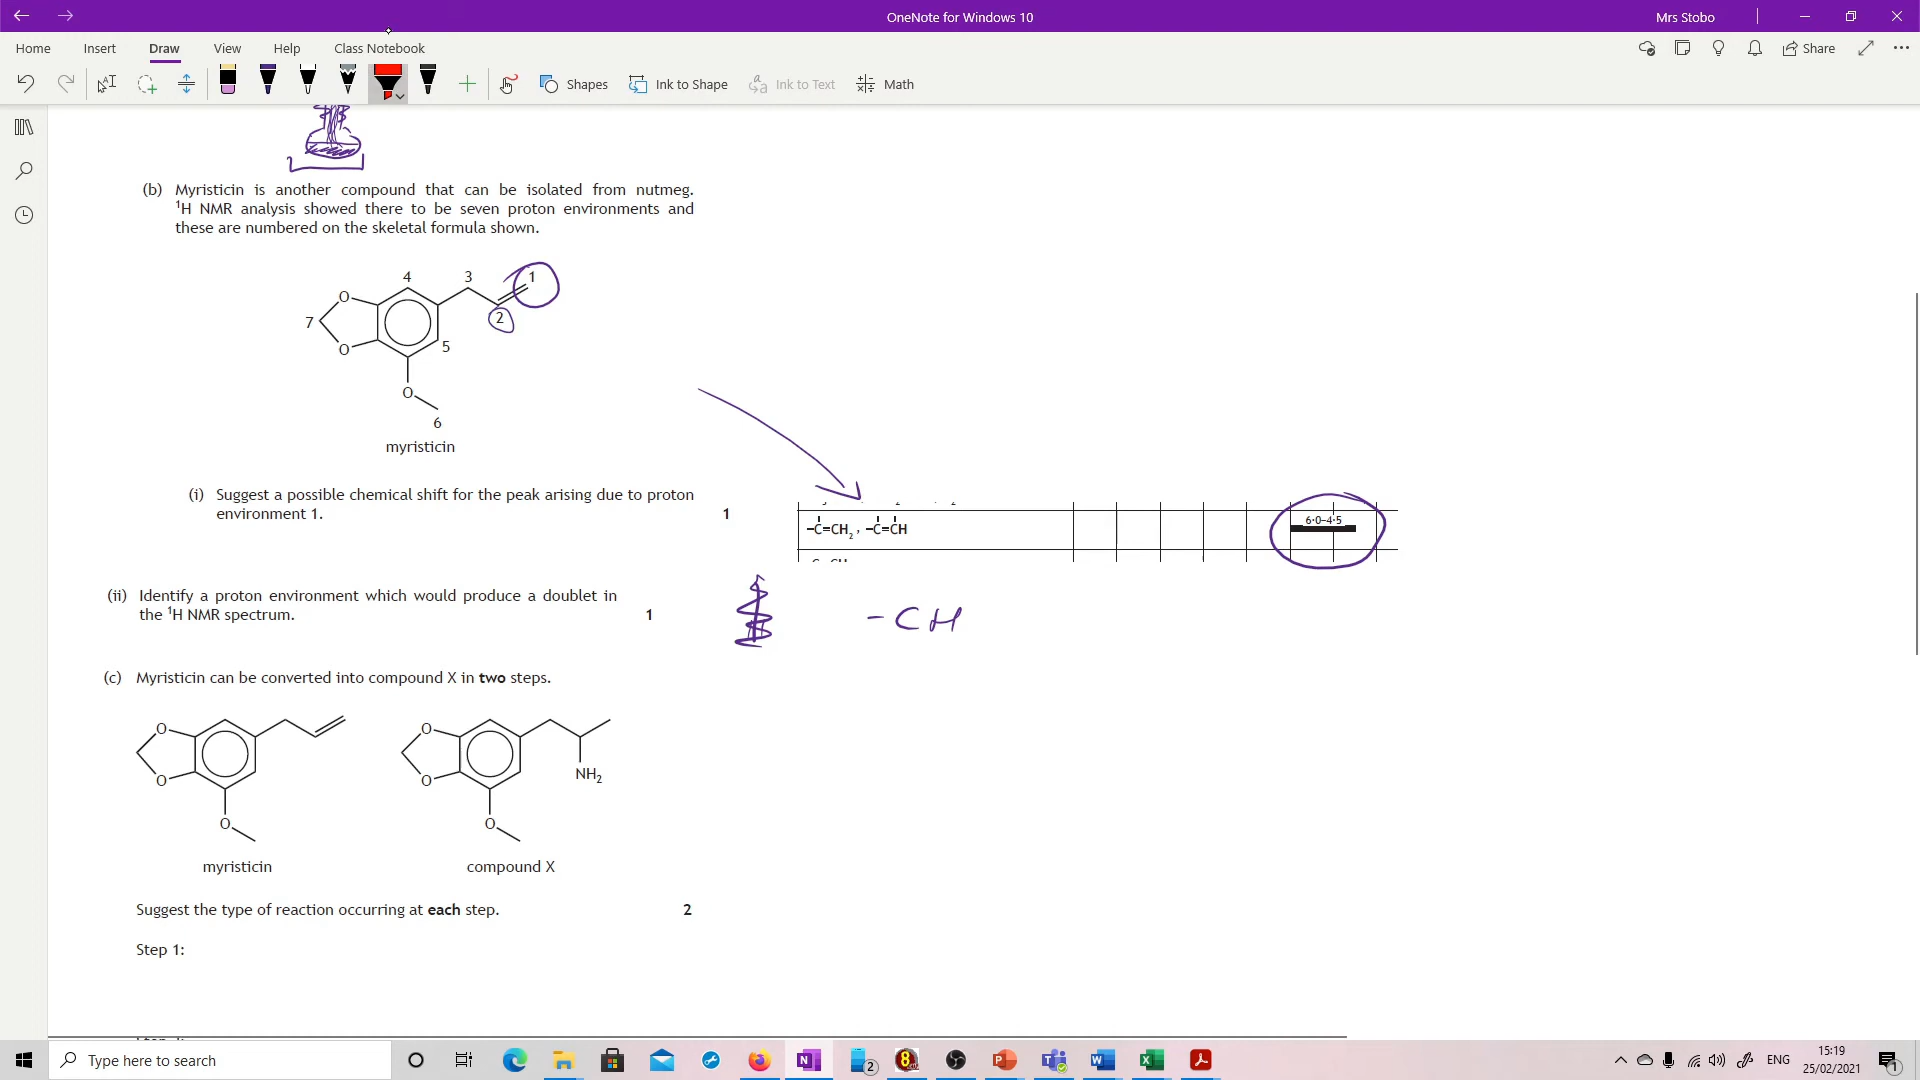 OneNote for Windows 10
Mrs Stobo
Home Insert Draw View Help Class Notebook
Share
Shapes Ink to Shape Ink to Text Math
(b) Myristicin is another compound that can be isolated from nutmeg.
¹H NMR analysis showed there to be seven proton environments and
these are numbered on the skeletal formula shown.
4 3 1
O
7 2
O 5
O
6
myristicin
(i) Suggest a possible chemical shift for the peak arising due to proton
environment 1. 1
6·0–4·5
-C=CH₂, -C=CH
(ii) Identify a proton environment which would produce a doublet in
the ¹H NMR spectrum. 1
- CH
(c) Myristicin can be converted into compound X in two steps.
O O
O O
NH₂
O O
myristicin compound X
Suggest the type of reaction occurring at each step. 2
Step 1:
Type here to search
2
8
ENG
15:19
25/02/2021
1